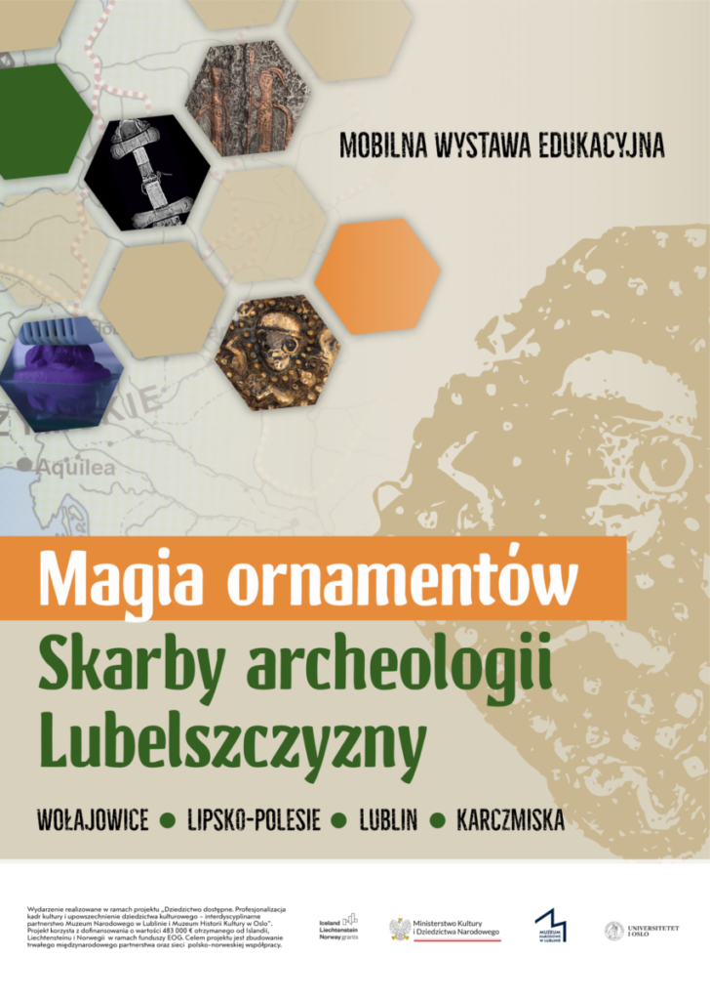 MOBILNA WYSTAWA EDUKACYJNA
Aquilea
Magia ornamentów
Skarby archeologii
Lubelszczyzny
WOŁAJOWICE ● LIPSKO-POLESIE ● LUBLIN ● KARCZMISKA
Wydarzenie realizowane w ramach projektu „Dziedzictwo dostępne. Profesjonalizacja
kadr kultury i upowszechnienie dziedzictwa kulturowego – interdyscyplinarne
partnerstwo Muzeum Narodowego w Lublinie i Muzeum Historii Kultury w Oslo”.
Projekt korzysta z dofinansowania o wartości 483 000 € otrzymanego od Islandii,
Liechtensteinu i Norwegii w ramach funduszy EOG. Celem projektu jest zbudowanie
trwałego międzynarodowego partnerstwa oraz sieci polsko-norweskiej współpracy.
Iceland
Liechtenstein
Norway grants
Ministerstwo Kultury
i Dziedzictwa Narodowego
MUZEUM
NARODOWE
W LUBLINIE
UNIVERSITETET
I OSLO